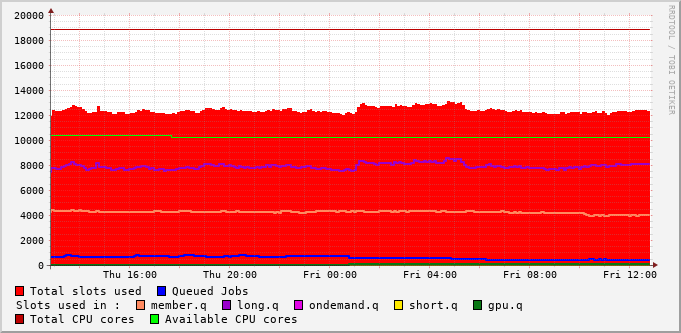 RRDTOOL / TOBI OETIKER
20000
18000
16000
14000
12000
10000
8000
6000
4000
2000
0
Thu 16:00 Thu 20:00 Fri 00:00 Fri 04:00 Fri 08:00 Fri 12:00
Total slots used Queued Jobs
Slots used in : member.q long.q ondemand.q short.q gpu.q
Total CPU cores Available CPU cores